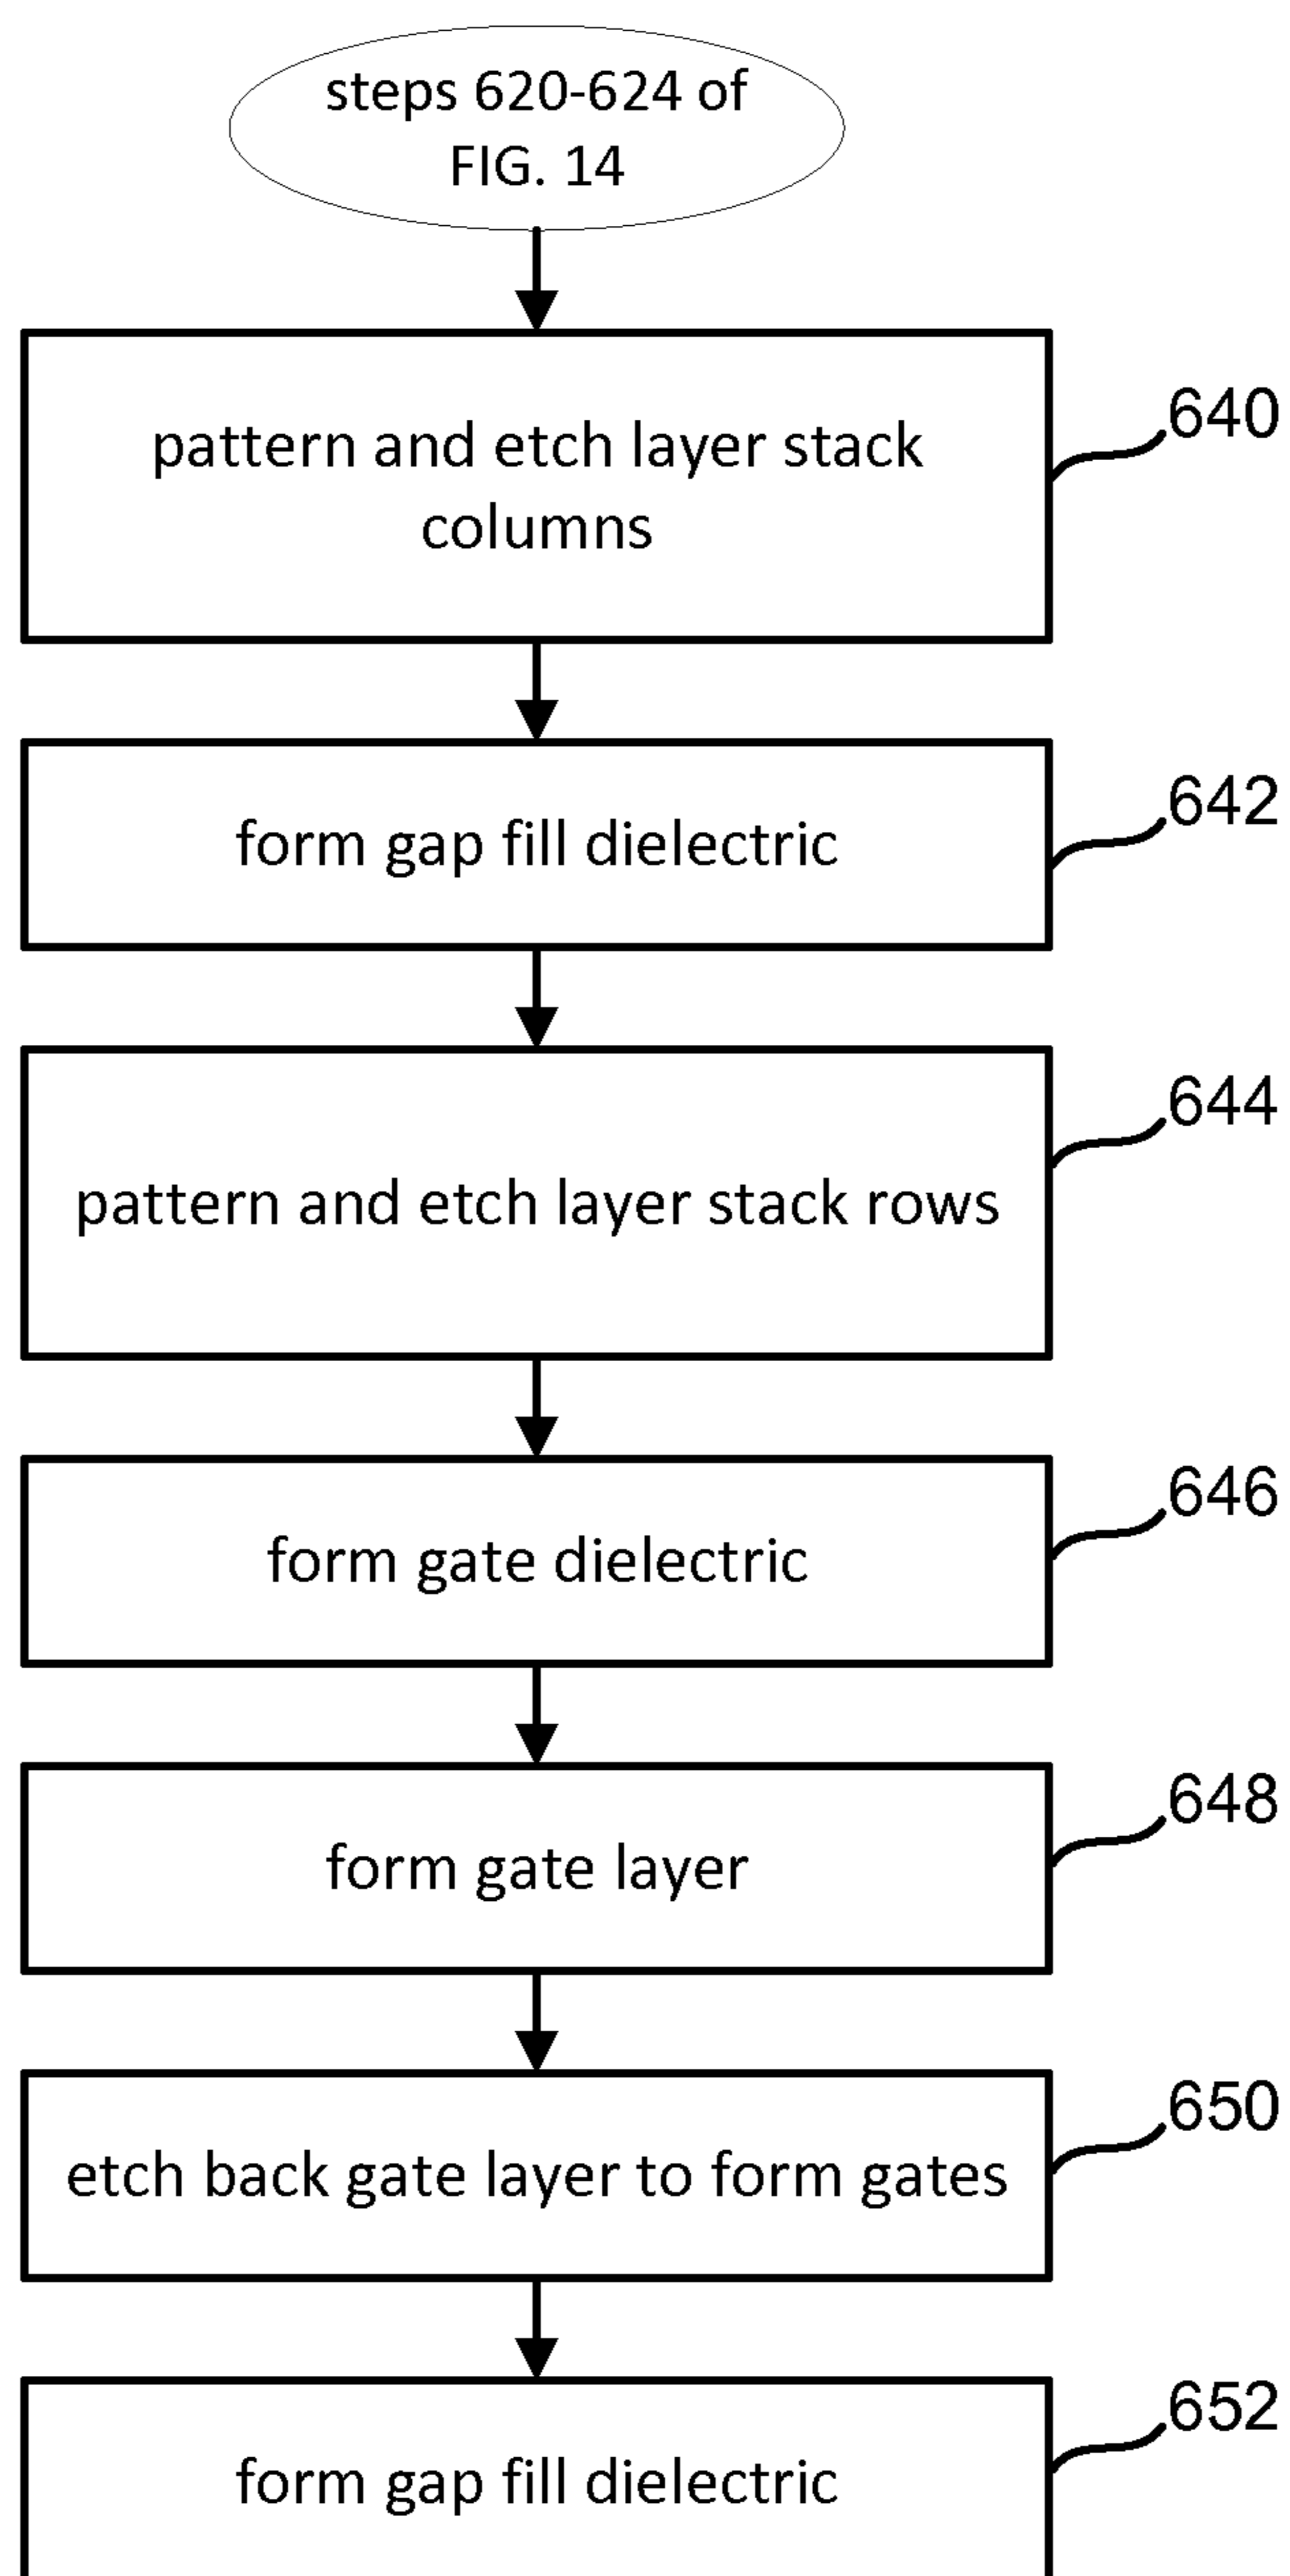 steps 620-624 of
FIG. 14
pattern and etch layer stack
columns
640
form gap fill dielectric
642
pattern and etch layer stack rows
644
form gate dielectric
646
form gate layer
648
etch back gate layer to form gates
650
form gap fill dielectric
652